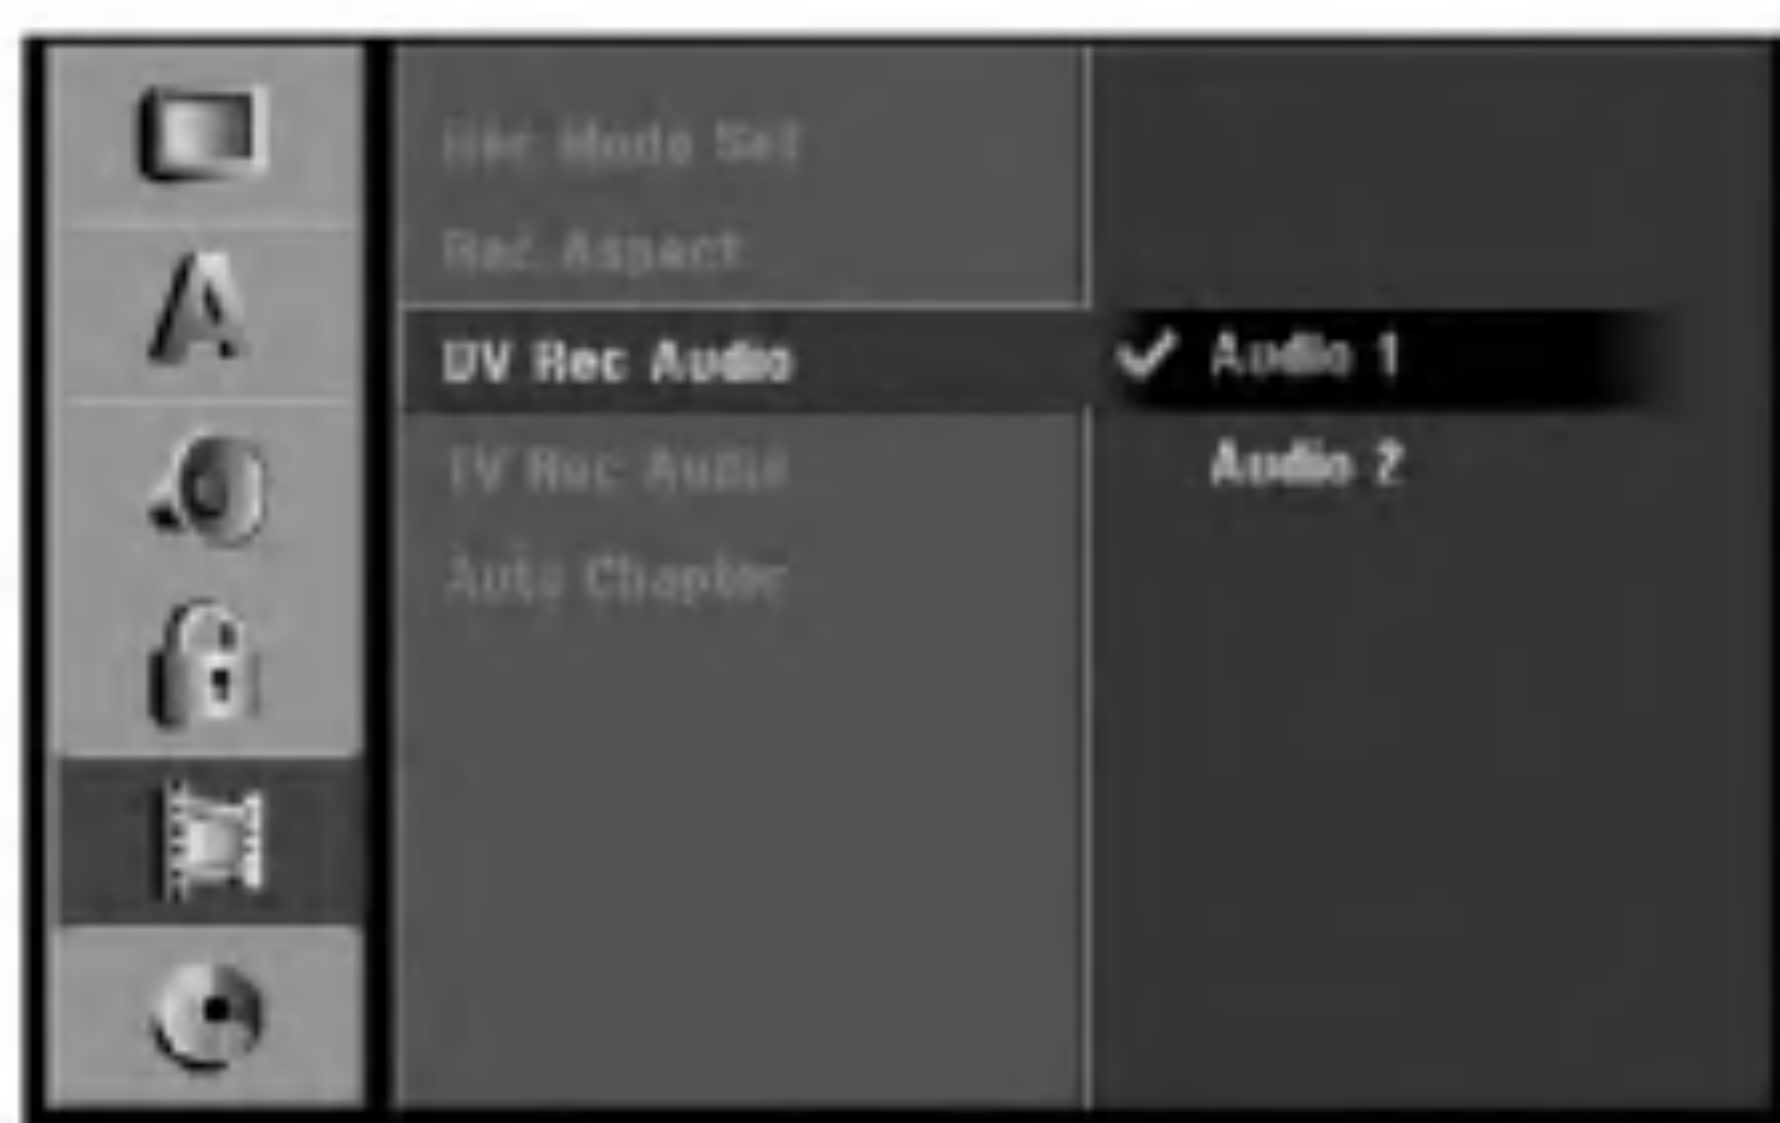 Rec Mode Set
Rec Aspect
DV Rec Audio
TV Rec Audio
Auto Chapter
Audio 1
Audio 2